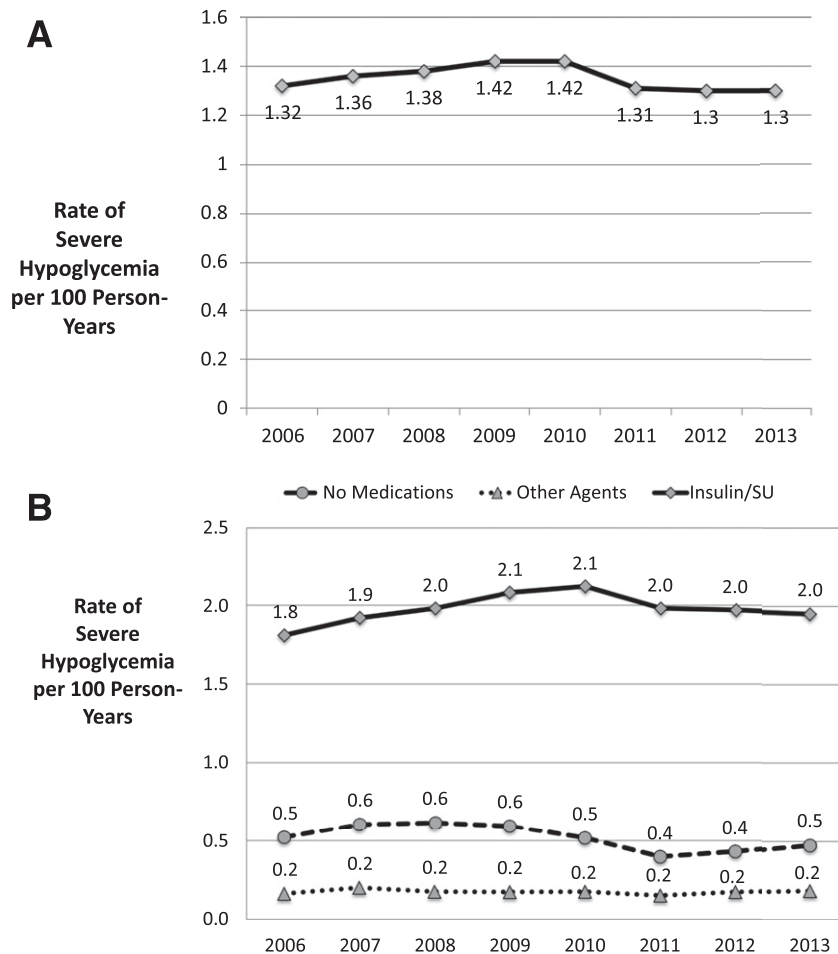 A
1.6
1.4
1.2
1
0.8
0.6
0.4
0.2
0
1.32 1.36 1.38 1.42 1.42 1.31 1.3 1.3
Rate of
Severe
Hypoglycemia
per 100 Person-
Years
2006 2007 2008 2009 2010 2011 2012 2013
B
No Medications Other Agents Insulin/SU
2.5
2.0
1.5
1.0
0.5
0.0
1.8 1.9 2.0 2.1 2.1 2.0 2.0 2.0
Rate of
Severe
Hypoglycemia
per 100 Person-
Years
0.5 0.6 0.6 0.6 0.5 0.4 0.4 0.5
0.2 0.2 0.2 0.2 0.2 0.2 0.2 0.2
2006 2007 2008 2009 2010 2011 2012 2013